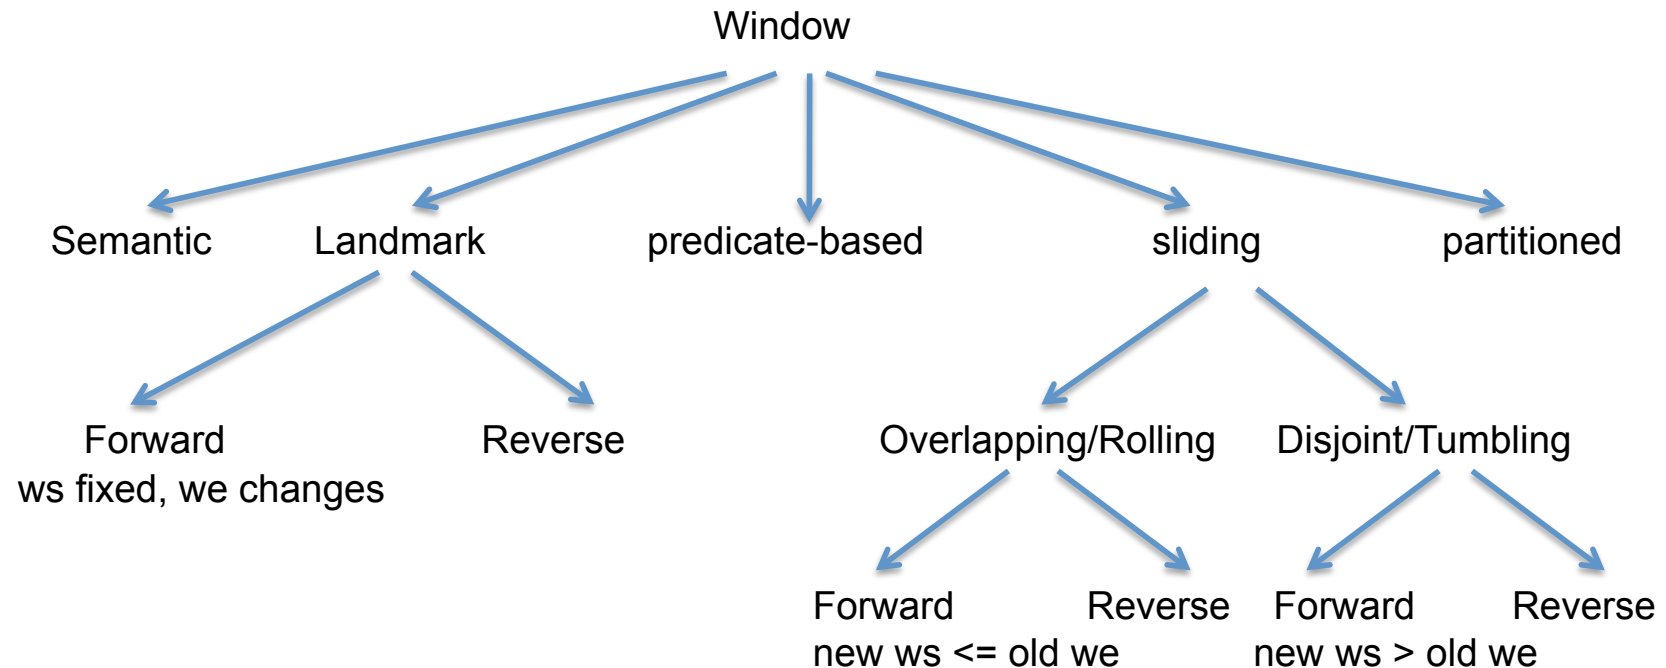 Window
Semantic Landmark predicate-based sliding partitioned
Forward Reverse Overlapping/Rolling Disjoint/Tumbling
ws fixed, we changes
Forward Reverse Forward Reverse
new ws <= old we new ws > old we